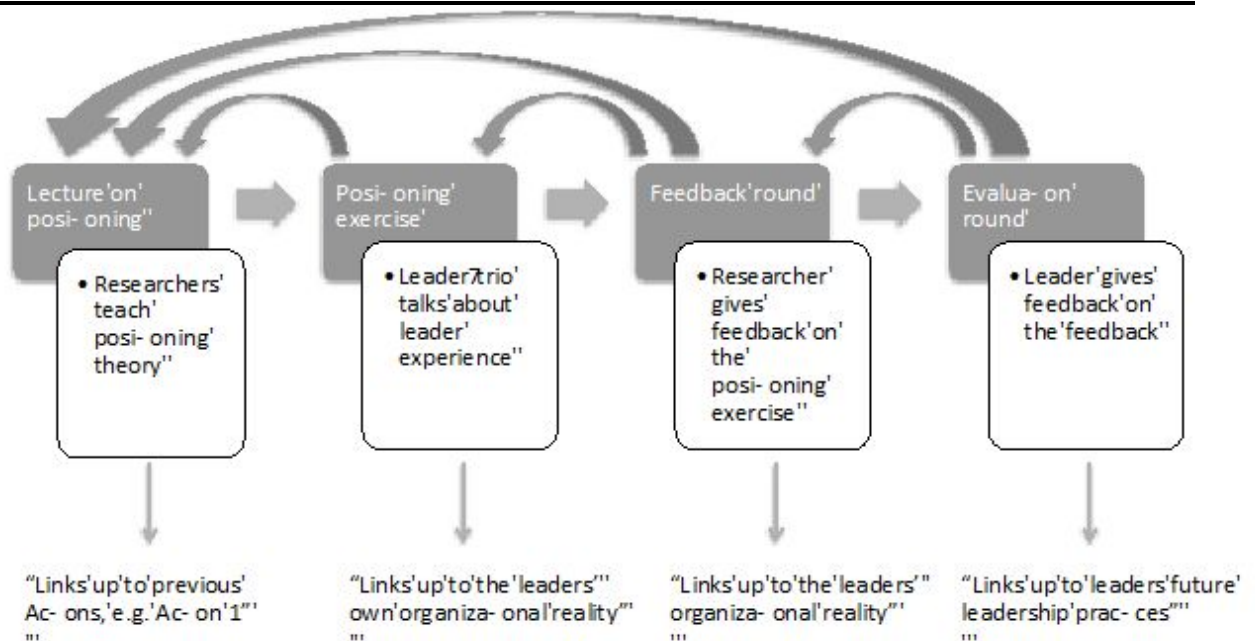 Lecture'on'
posi- oning''
Posi- oning'
exercise'
Feedback'round'
Evalua- on'
round'
• Researchers'
teach'
posi- oning'
theory''
• Leader7trio'
talks'about'
leader'
experience''
• Researcher'
gives'
feedback'on'
the'
posi- oning'
exercise''
• Leader'gives'
feedback'on'
the'feedback''
“Links'up'to'previous'
Ac- ons,'e.g.'Ac- on'1”'
“Links'up'to'the'leaders'''
own'organiza- onal'reality”'
“Links'up'to'the'leaders'''
organiza- onal'reality”'
“Links'up'to'leaders'future'
leadership'prac- ces”''